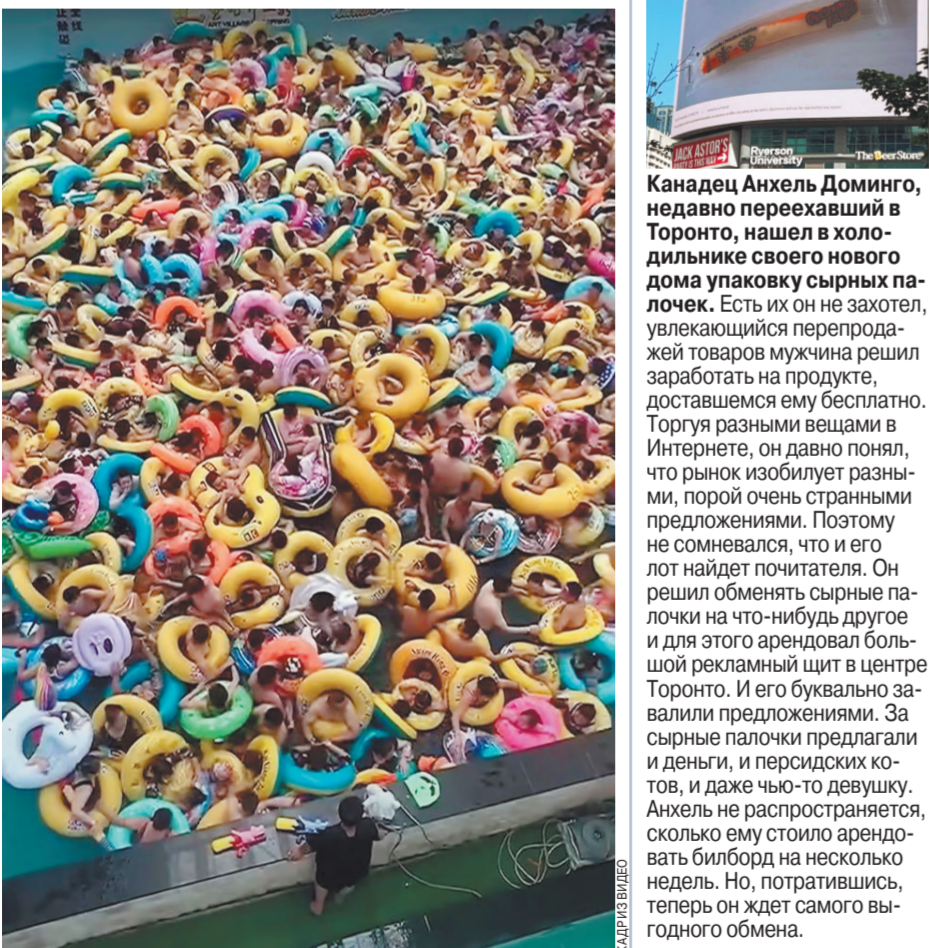 ART VILLAGE
КАДР ИЗ ВИДЕО
JACK ASTOR'S
PARTY IS THIS WAY
Ryerson
University
The Beer Store
Канадец Анхель Доминго,
недавно переехавший в
Торонто, нашел в холо-
дильнике своего нового
дома упаковку сырных па-
лочек. Есть их он не захотел,
увлекающийся перепрода-
жей товаров мужчина решил
заработать на продукте,
доставшемся ему бесплатно.
Торгуя разными вещами в
Интернете, он давно понял,
что рынок изобилует разны-
ми, порой очень странными
предложениями. Поэтому
не сомневался, что и его
лот найдет почитателя. Он
решил обменять сырные па-
лочки на что-нибудь другое
и для этого арендовал боль-
шой рекламный щит в центре
Торонто. И его буквально за-
валили предложениями. За
сырные палочки предлагали
и деньги, и персидских ко-
тов, и даже чью-то девушку.
Анхель не распространяется,
сколько ему стоило арендо-
вать билборд на несколько
недель. Но, потратившись,
теперь он ждет самого вы-
годного обмена.